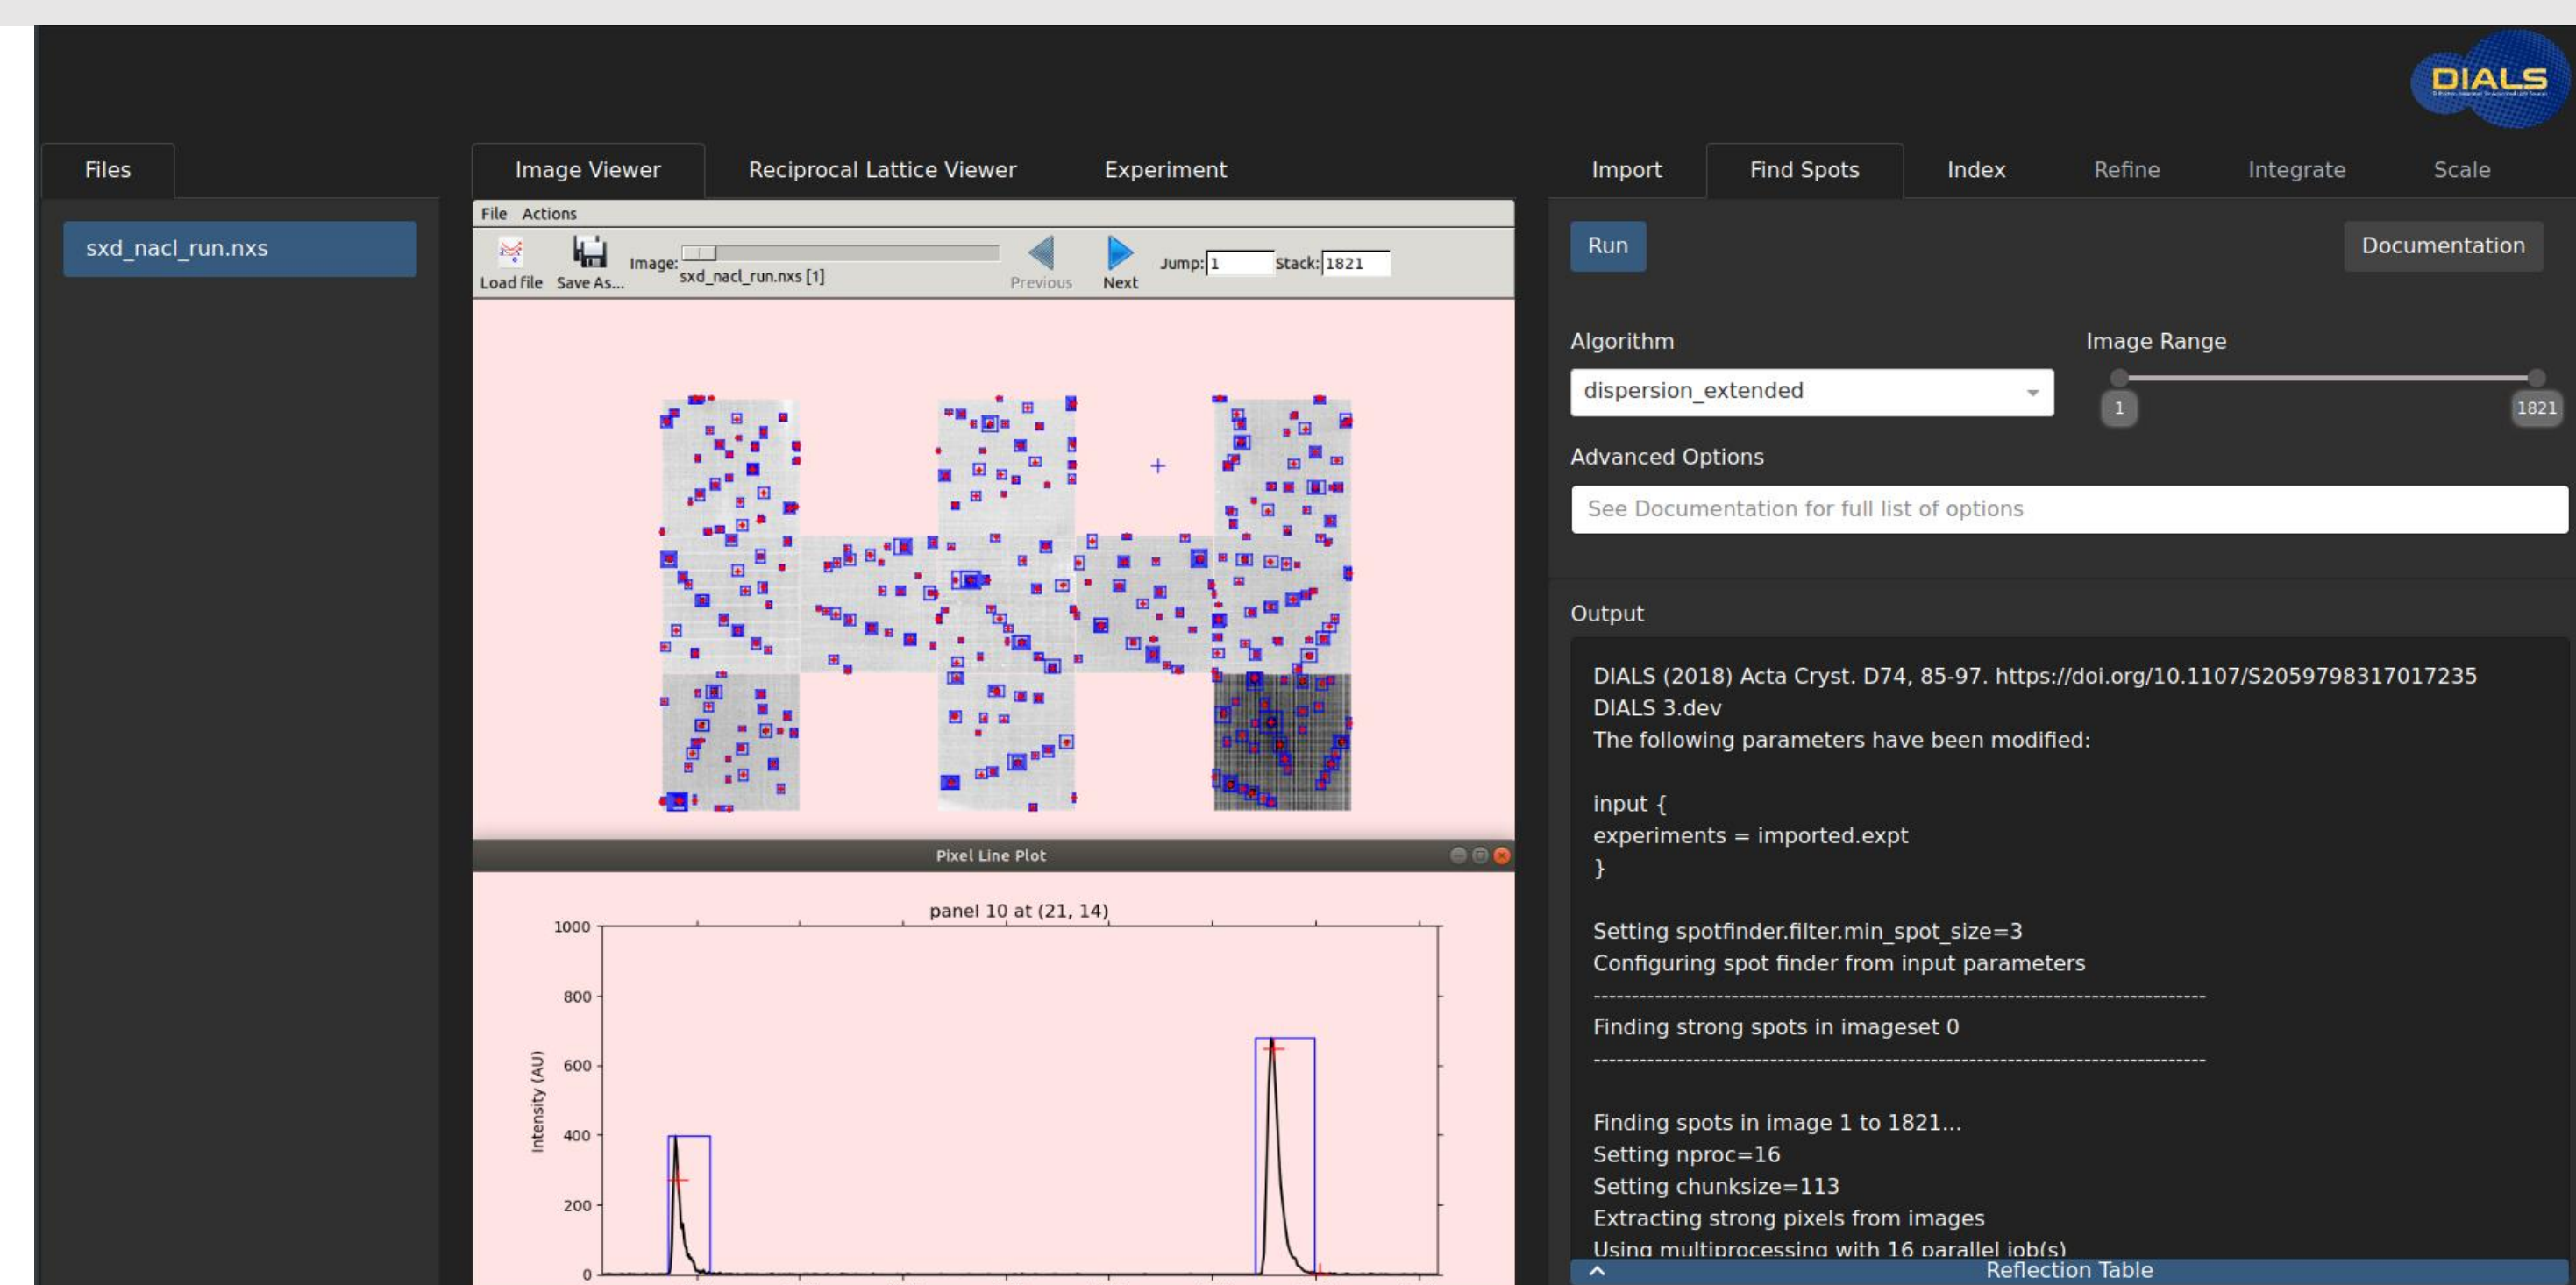 DIALS
Files
Image Viewer
Reciprocal Lattice Viewer
Experiment
Import
Find Spots
Index
Refine
Integrate
Scale
sxd_nacl_run.nxs
File Actions
Load file
Save As...
Image:
sxd_nacl_run.nxs [1]
Previous
Next
Jump: 1
Stack: 1821
Run
Documentation
Algorithm
Image Range
dispersion_extended
1
1821
Advanced Options
See Documentation for full list of options
Output
DIALS (2018) Acta Cryst. D74, 85-97. https://doi.org/10.1107/S2059798317017235
DIALS 3.dev
The following parameters have been modified:
input {
experiments = imported.expt
}
Setting spotfinder.filter.min_spot_size=3
Configuring spot finder from input parameters
--------------------------------------------------------------------------------
Finding strong spots in imageset 0
--------------------------------------------------------------------------------
Finding spots in image 1 to 1821...
Setting nproc=16
Setting chunksize=113
Extracting strong pixels from images
Using multiprocessing with 16 parallel job(s)
Reflection Table
Pixel Line Plot
panel 10 at (21, 14)
Intensity (AU)
1000
800
600
400
200
0